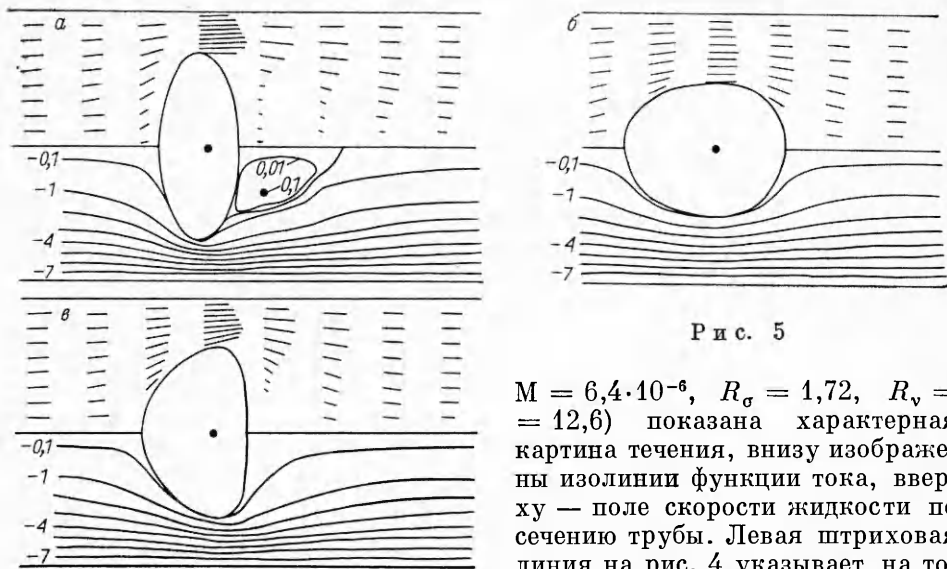 а
0,01
0,1
-0,1
-1
-4
-7
б
-0,1
-1
-4
-7
в
-0,1
-1
-4
-7
Рис. 5
M = 6,4·10⁻⁶, R_σ = 1,72, R_ν =
= 12,6) показана характерная
картина течения, внизу изображе
ны изолинии функции тока, ввер
ху — поле скорости жидкости п
сечению трубы. Левая штриховая
линия на рис. 4 указывает на то